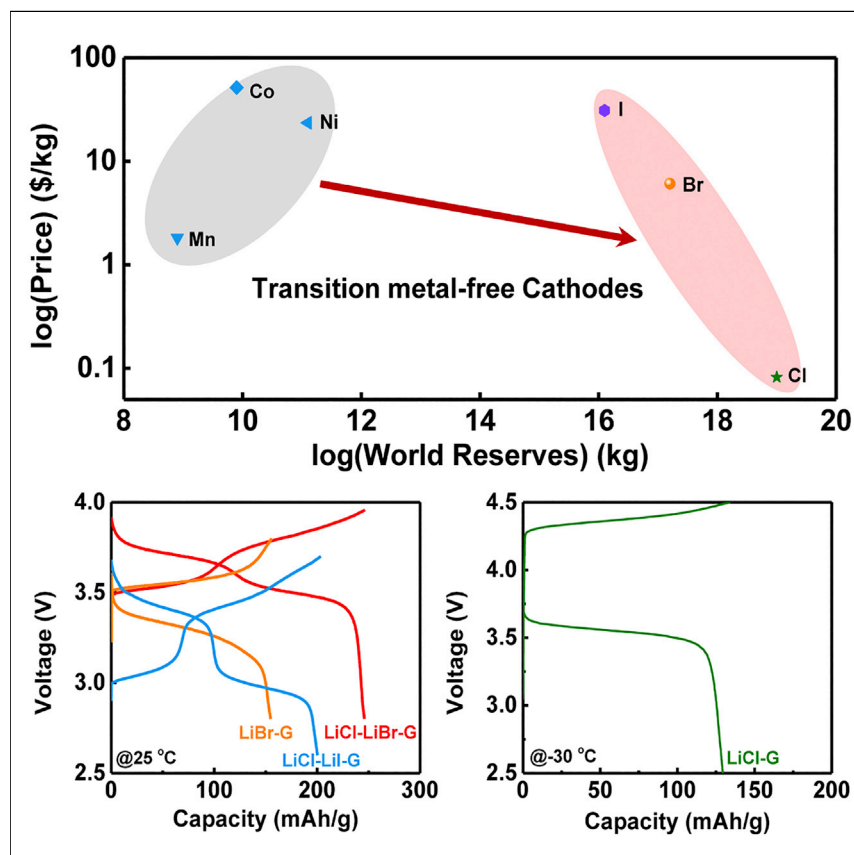 100
10
1
0.1
log(Price) ($/kg)
Co
Ni
Mn
I
Br
Cl
Transition metal-free Cathodes
8
10
12
14
16
18
20
log(World Reserves) (kg)
4.0
3.5
3.0
2.5
Voltage (V)
LiBr-G
LiCl-LiBr-G
LiCl-LiI-G
@25 °C
0
100
200
300
Capacity (mAh/g)
4.5
4.0
3.5
3.0
2.5
Voltage (V)
LiCl-G
@-30 °C
0
50
100
150
200
Capacity (mAh/g)